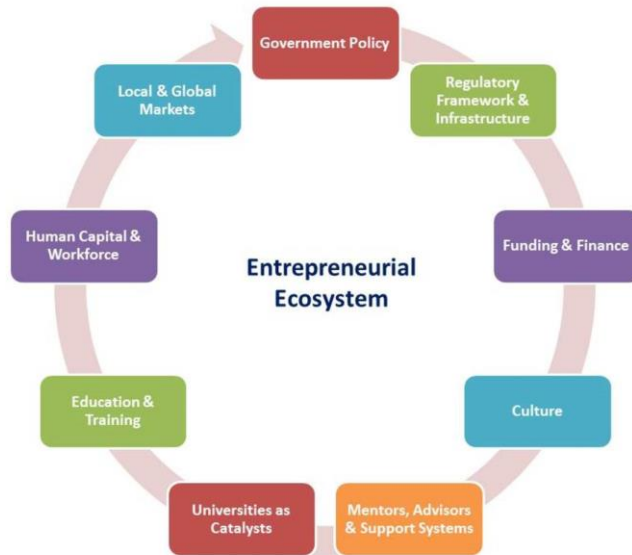 Government Policy
Regulatory
Framework &
Infrastructure
Funding & Finance
Culture
Mentors, Advisors
& Support Systems
Universities as
Catalysts
Education &
Training
Human Capital &
Workforce
Local & Global
Markets
Entrepreneurial
Ecosystem